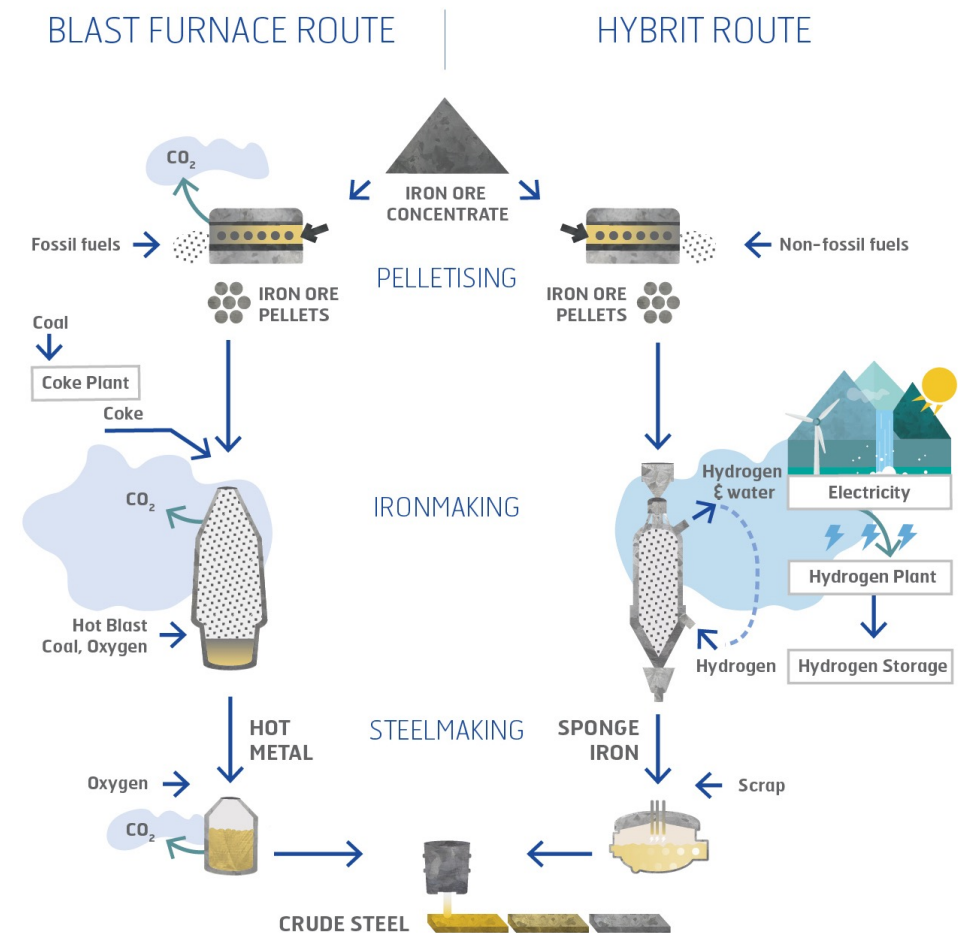 BLAST FURNACE ROUTE
HYBRIT ROUTE
CO₂
IRON ORE
CONCENTRATE
Fossil fuels
Non-fossil fuels
PELLETISING
IRON ORE
PELLETS
IRON ORE
PELLETS
Coal
Coke Plant
Coke
CO₂
IRONMAKING
Hydrogen
& water
Electricity
Hydrogen Plant
Hot Blast
Coal, Oxygen
Hydrogen
Hydrogen Storage
HOT
METAL
STEELMAKING
SPONGE
IRON
Oxygen
Scrap
CO₂
CRUDE STEEL